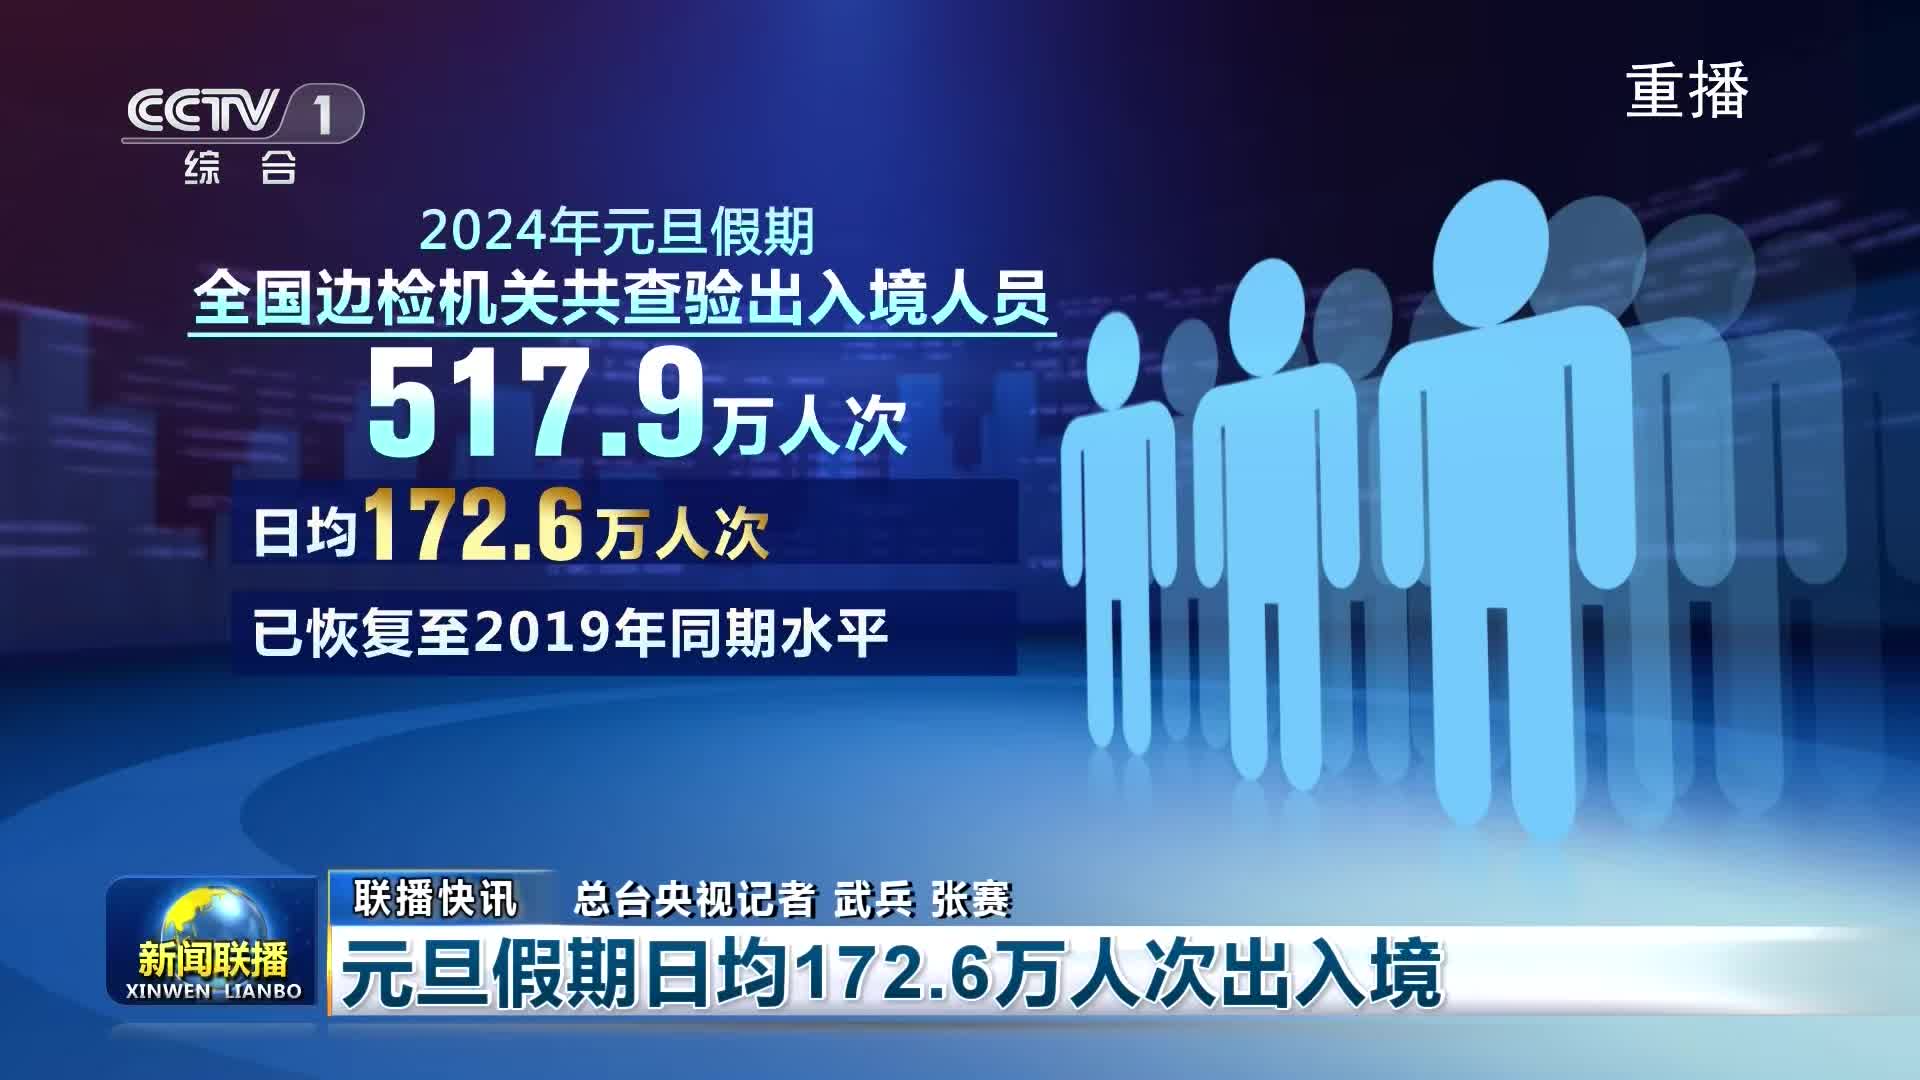 CCTV 1
综合
重播
2024年元旦假期
全国边检机关共查验出入境人员
517.9万人次
日均172.6万人次
已恢复至2019年同期水平
联播快讯 总台央视记者 武兵 张赛
新闻联播
XINWEN LIANBO
元旦假期日均172.6万人次出入境